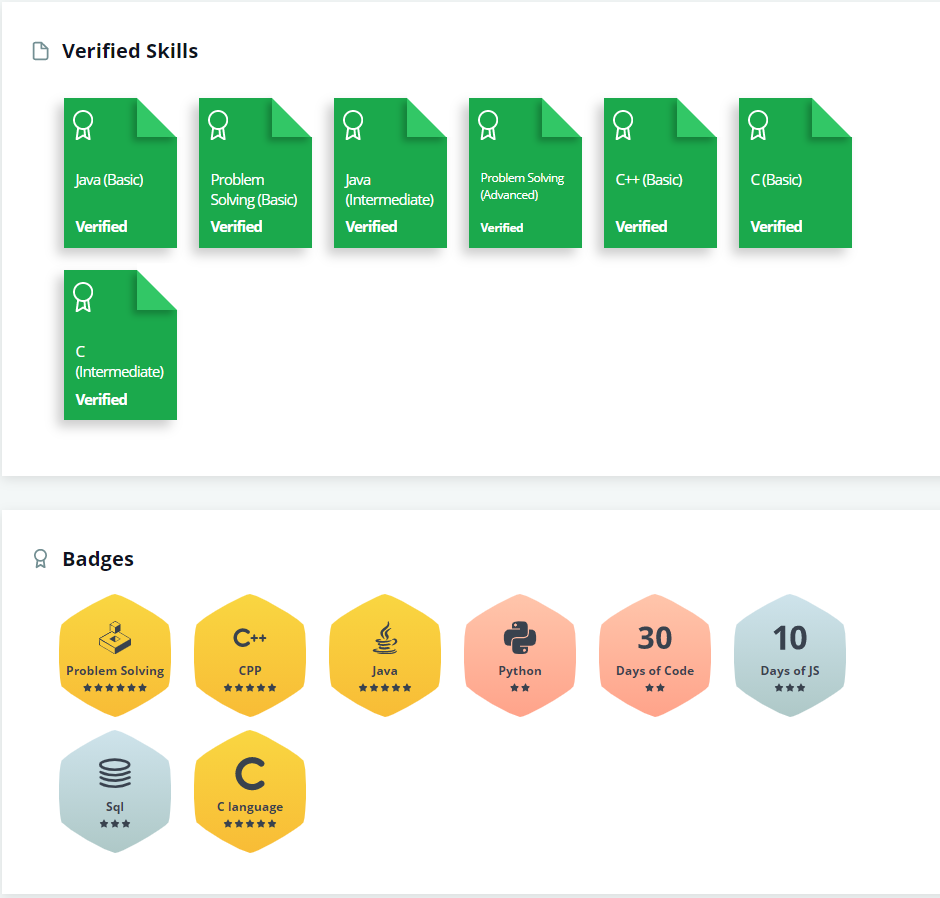 Verified Skills
Java (Basic)
Verified
Problem
Solving (Basic)
Verified
Java
(Intermediate)
Verified
Problem Solving
(Advanced)
Verified
C++ (Basic)
Verified
C (Basic)
Verified
C
(Intermediate)
Verified
Badges
Problem Solving
C++
CPP
Java
Python
30
Days of Code
10
Days of JS
Sql
C
C language